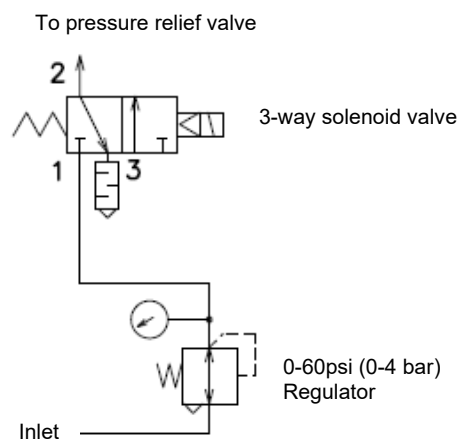 To pressure relief valve
2
3-way solenoid valve
1
3
0-60psi (0-4 bar)
Regulator
Inlet